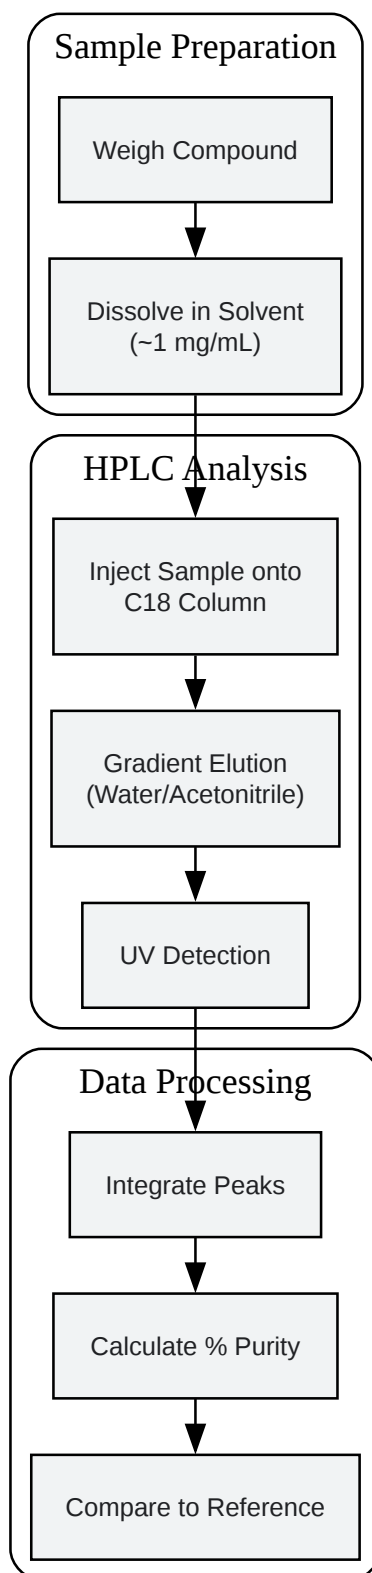 Sample Preparation
Weigh Compound
Dissolve in Solvent
(~1 mg/mL)
HPLC Analysis
Inject Sample onto
C18 Column
Gradient Elution
(Water/Acetonitrile)
UV Detection
Data Processing
Integrate Peaks
Calculate % Purity
Compare to Reference